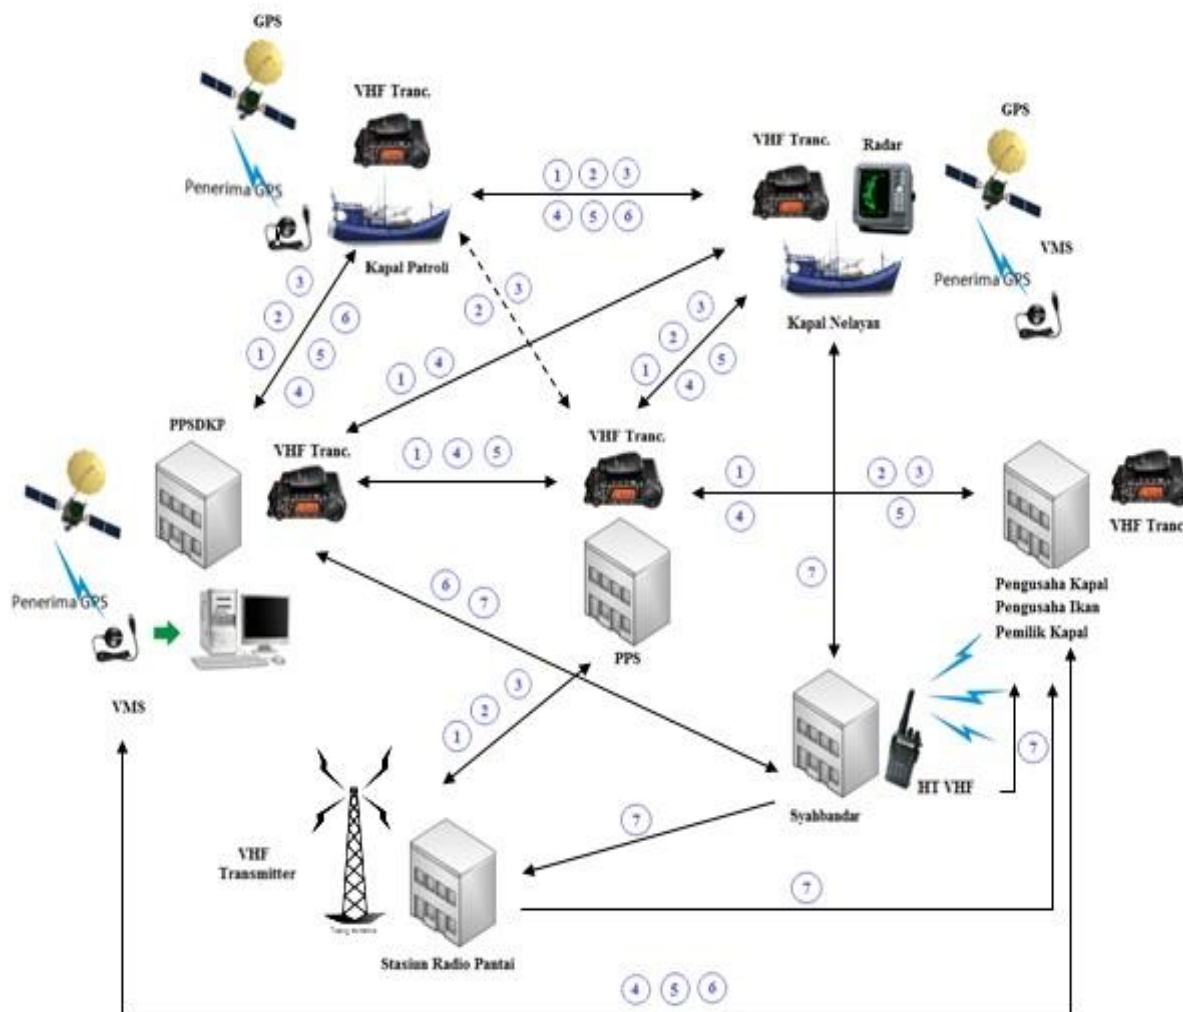 GPS
VHF Tranc.
Penerima GPS
Kapal Patroli
1 2 3
4 5 6
VHF Tranc.
Radar
GPS
VMS
Penerima GPS
Kapal Nelayan
3
2
1
6
5
4
2
3
1
4
3
2
1
5
4
PPSDKP
VHF Tranc.
1 4 5
VHF Tranc.
PPS
1
4
2 3
5
VHF Tranc
Pengusaha Kapal
Pengusaha Ikan
Pemilik Kapal
Penerima GPS
VMS
6
7
7
3
2
1
Syahbandar
HT VHF
7
7
VHF
Transmitter
Stasiun Radio Pantai
7
4 5 6